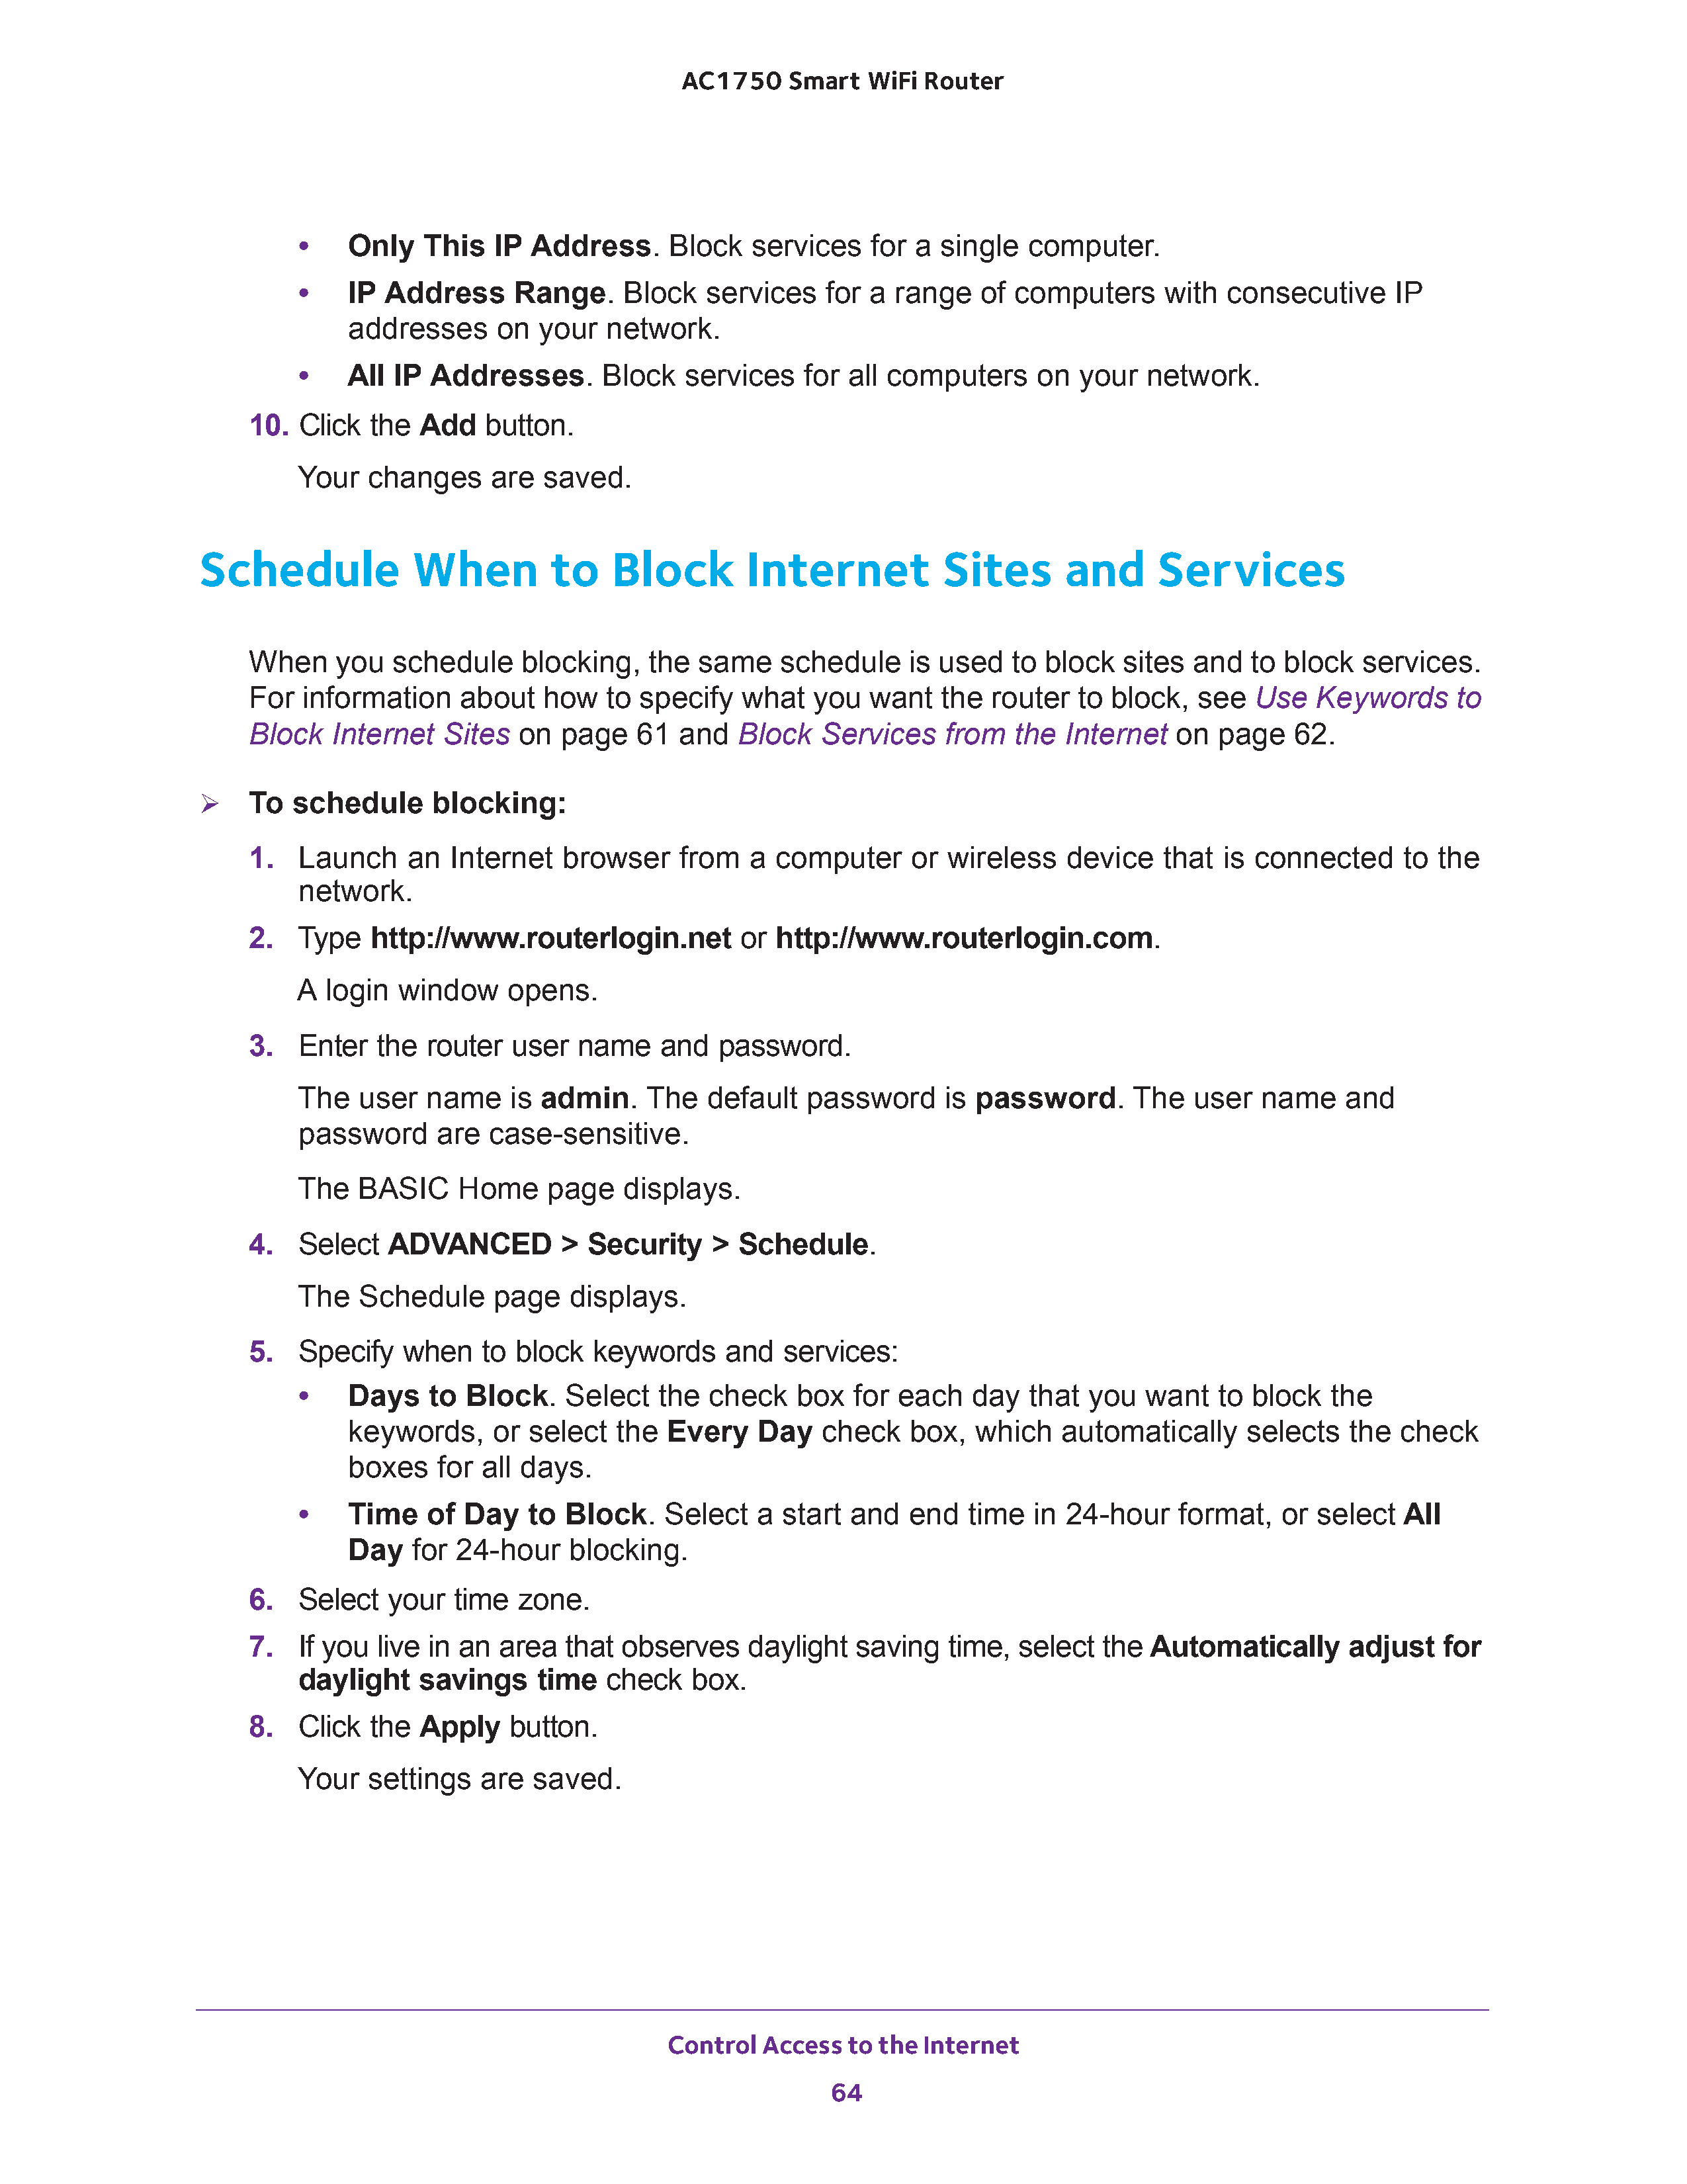 AC1750 Smart WiFi Router
• Only This IP Address. Block services for a single computer.
• IP Address Range. Block services for a range of computers with consecutive IP
addresses on your network.
• All IP Addresses. Block services for all computers on your network.
10. Click the Add button.
Your changes are saved.
Schedule When to Block Internet Sites and Services
When you schedule blocking, the same schedule is used to block sites and to block services.
For information about how to specify what you want the router to block, see Use Keywords to
Block Internet Sites on page 61 and Block Services from the Internet on page 62.
➢ To schedule blocking:
1. Launch an Internet browser from a computer or wireless device that is connected to the
network.
2. Type http://www.routerlogin.net or http://www.routerlogin.com.
A login window opens.
3. Enter the router user name and password.
The user name is admin. The default password is password. The user name and
password are case-sensitive.
The BASIC Home page displays.
4. Select ADVANCED > Security > Schedule.
The Schedule page displays.
5. Specify when to block keywords and services:
• Days to Block. Select the check box for each day that you want to block the
keywords, or select the Every Day check box, which automatically selects the check
boxes for all days.
• Time of Day to Block. Select a start and end time in 24-hour format, or select All
Day for 24-hour blocking.
6. Select your time zone.
7. If you live in an area that observes daylight saving time, select the Automatically adjust for
daylight savings time check box.
8. Click the Apply button.
Your settings are saved.
Control Access to the Internet
64